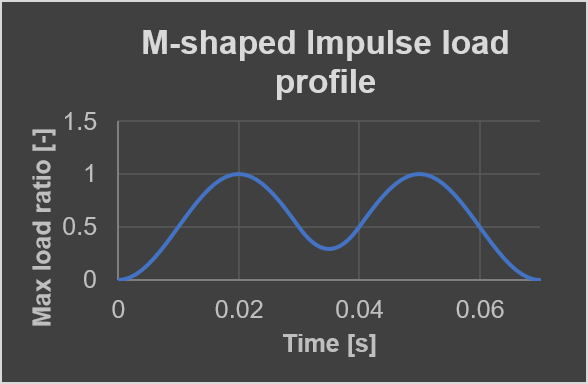 M-shaped Impulse load
profile
Max load ratio [-]
1.5
1
0.5
0
0 0.02 0.04 0.06
Time [s]